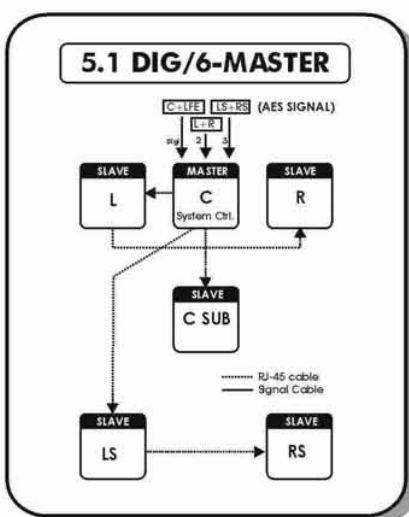 5.1 DIG/6-MASTER
C+LFE LS+RS (AES SIGNAL)
L+R
Digi 2 3
SLAVE MASTER SLAVE
L C R
System Ctrl.
SLAVE
C SUB
RJ-45 cable
Signal Cable
SLAVE SLAVE
LS RS